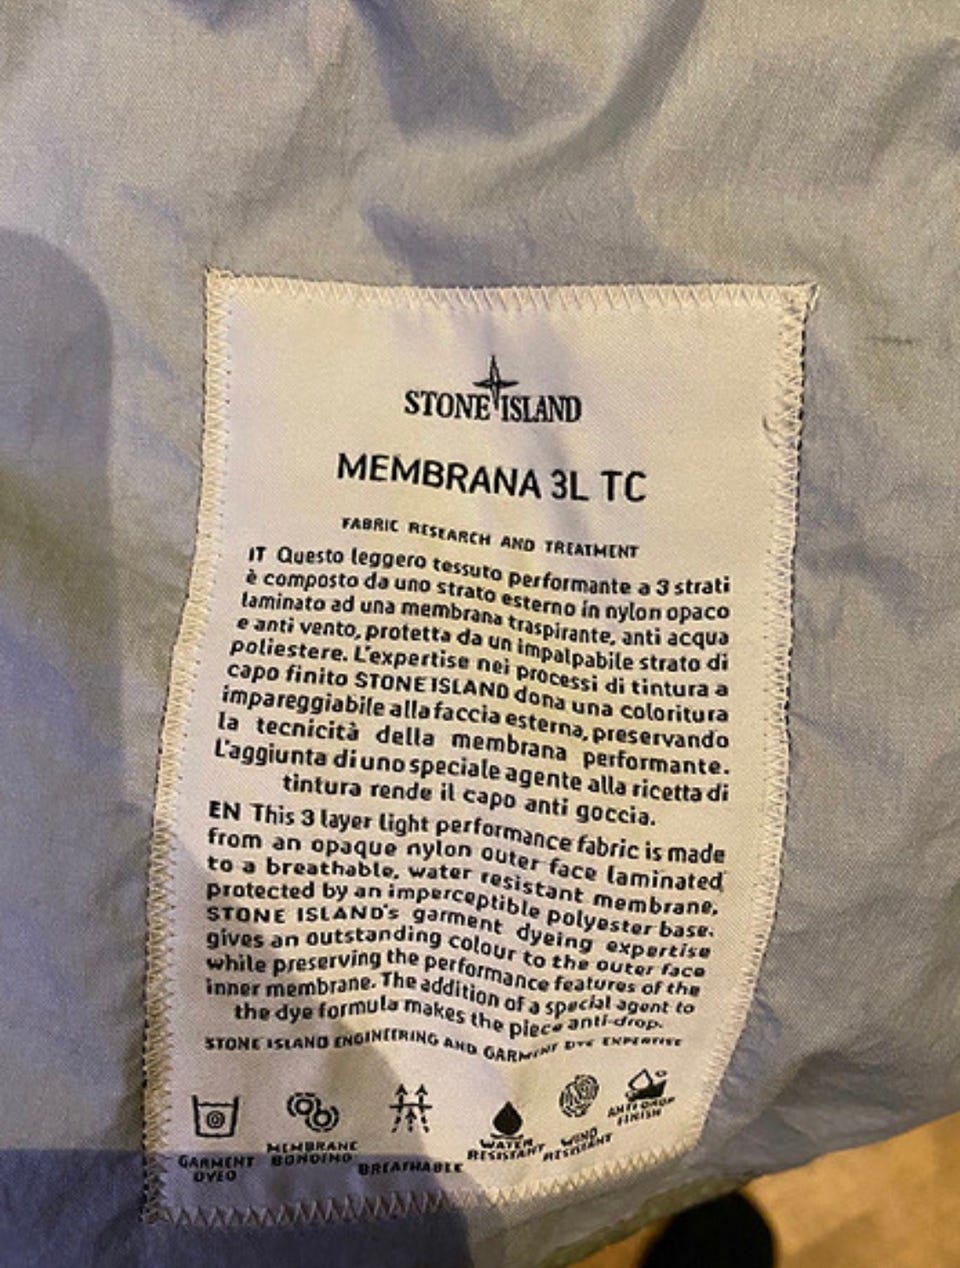 STONE ISLAND
MEMBRANA 3L TC
FABRIC RESEARCH AND TREATMENT
IT Questo leggero tessuto performante a 3 strati
è composto da uno strato esterno in nylon opaco
laminato ad una membrana traspirante, anti acqua
e anti vento, protetta da un impalpabile strato di
poliestere. L'expertise nei processi di tintura a
capo finito STONE ISLAND dona una coloritura
impareggiabile alla faccia esterna, preservando
la tecnicità della membrana performante.
L'aggiunta di uno speciale agente alla ricetta di
tintura rende il capo anti goccia.
EN This 3 layer light performance fabric is made
from an opaque nylon outer face laminated
to a breathable, water resistant membrane,
protected by an imperceptible polyester base.
STONE ISLAND's garment dyeing expertise
gives an outstanding colour to the outer face
while preserving the performance features of the
inner membrane. The addition of a special agent to
the dye formula makes the piece anti-drop.
STONE ISLAND ENGINEERING AND GARMENT DYE EXPERTISE
GARMENT
DYED
MEMBRANE
BONDING
BREATHABLE
WATER
RESISTANT
WIND
RESISTANT
ANTI DROP
FINISH